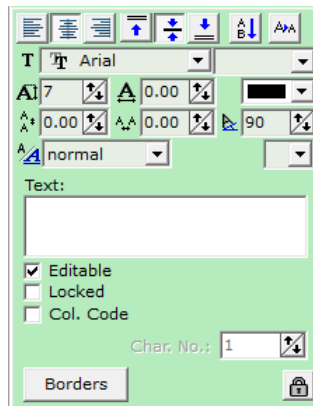 T Arial
7 0.00
0.00 0.00 90
normal
Text:
Editable
Locked
Col. Code
Char. No.: 1
Borders